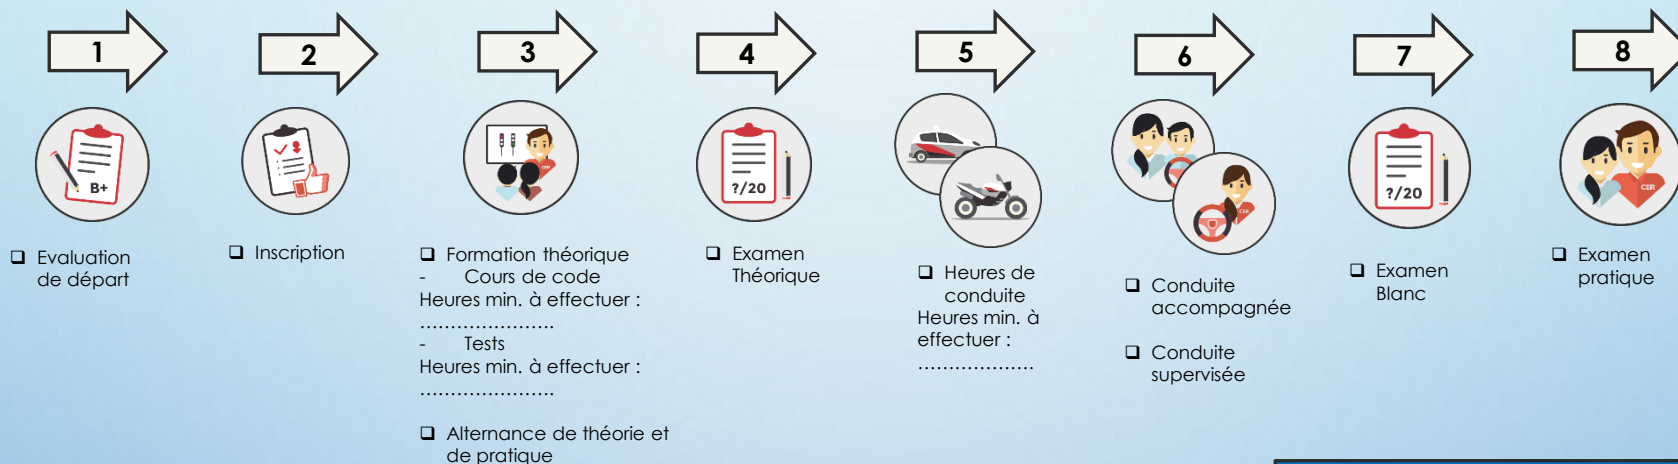 1
2
3
4
5
6
7
8
B+
?/20
?/20
CER
❑ Evaluation
de départ
❑ Inscription
❑ Formation théorique
- Cours de code
Heures min. à effectuer :
......................
- Tests
Heures min. à effectuer :
......................
❑ Alternance de théorie et
de pratique
❑ Examen
Théorique
❑ Heures de
conduite
Heures min. à
effectuer :
...................
❑ Conduite
accompagnée
❑ Conduite
supervisée
❑ Examen
Blanc
❑ Examen
pratique